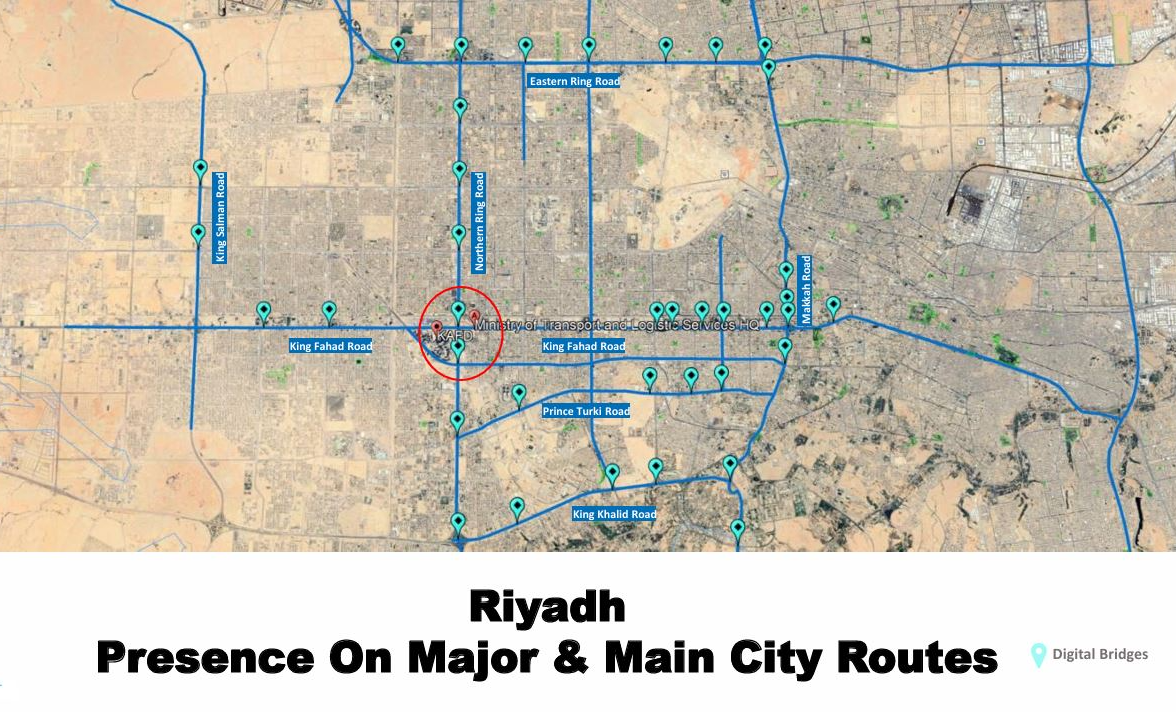 Eastern Ring Road
King Salman Road
Northern Ring Road
Makkah Road
Ministry of Transport and Logistic Services HQ
KAFD
King Fahad Road
King Fahad Road
Prince Turki Road
King Khalid Road
Riyadh
Presence On Major & Main City Routes
Digital Bridges